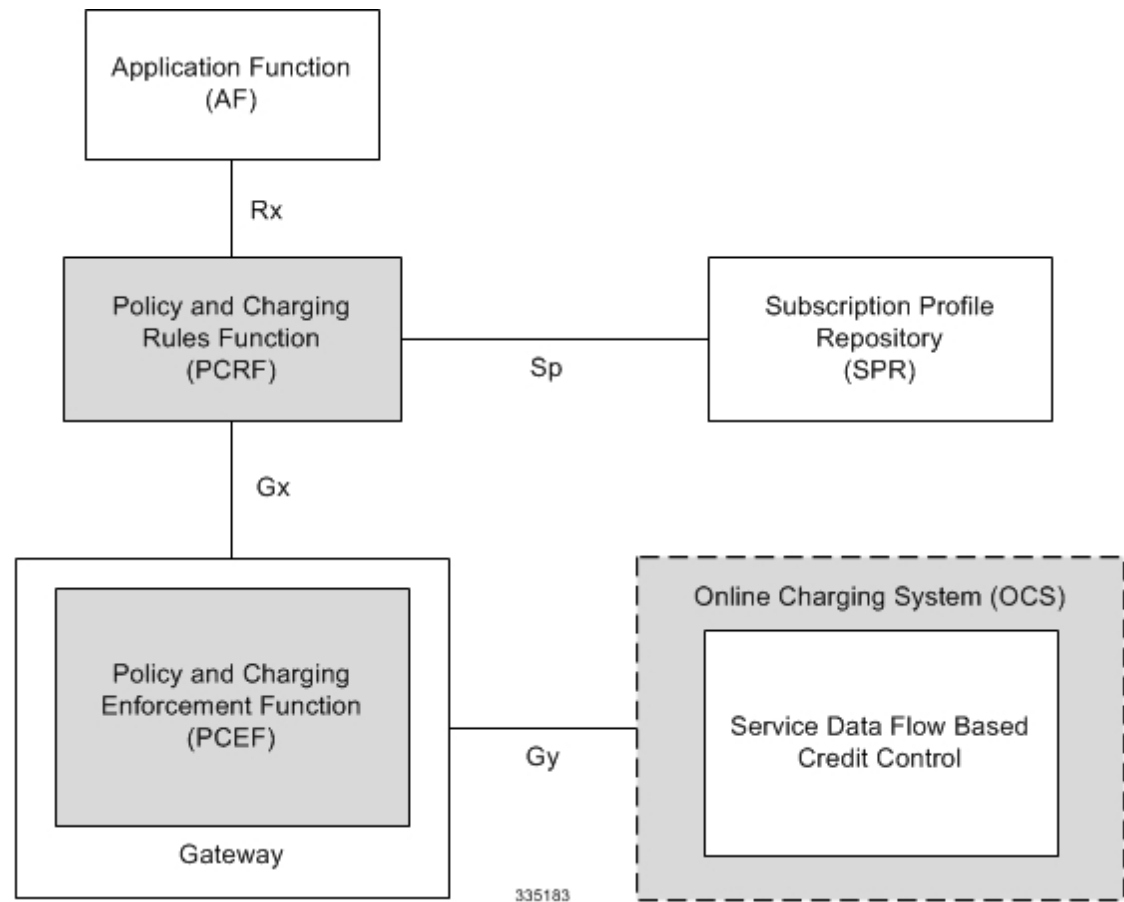 Application Function
(AF)
Rx
Policy and Charging
Rules Function
(PCRF)
Sp
Subscription Profile
Repository
(SPR)
Gx
Policy and Charging
Enforcement Function
(PCEF)
Gateway
Gy
Online Charging System (OCS)
Service Data Flow Based
Credit Control
335183